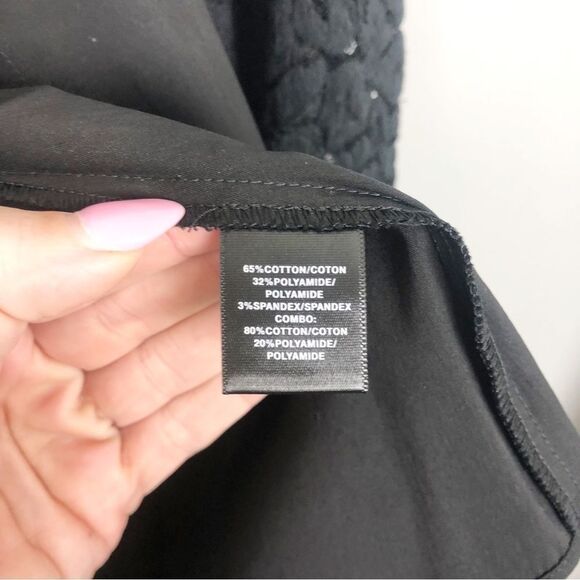 65%COTTON/COTON
32%POLYAMIDE/
POLYAMIDE
3%SPANDEX/SPANDEX
COMBO:
80%COTTON/COTON
20%POLYAMIDE/
POLYAMIDE